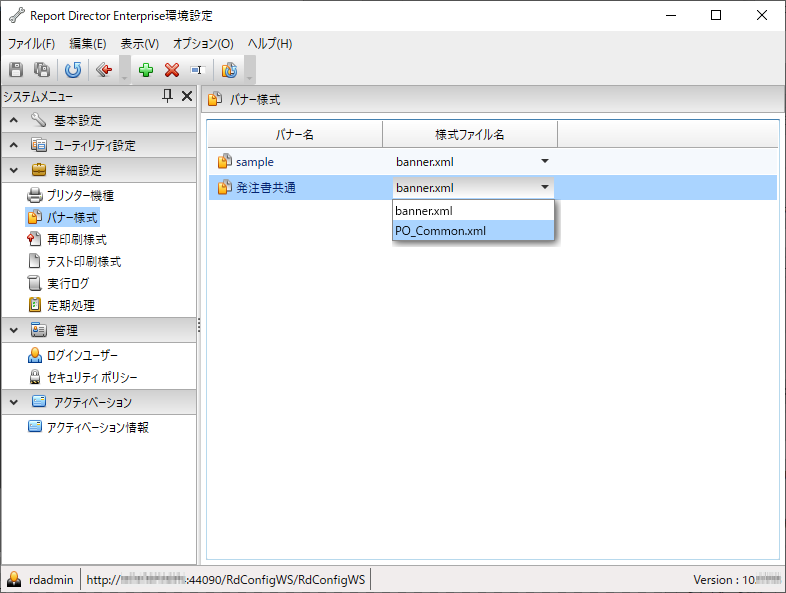 Report Director Enterprise環境設定
ファイル(F) 編集(E) 表示(V) オプション(O) ヘルプ(H)
システムメニュー
基本設定
ユーティリティ設定
詳細設定
プリンター機種
バナー様式
再印刷様式
テスト印刷様式
実行ログ
定期処理
管理
ログインユーザー
セキュリティ ポリシー
アクティベーション
アクティベーション情報
バナー様式
バナー名 様式ファイル名
sample banner.xml
発注書共通 banner.xml
banner.xml
PO_Common.xml
rdadmin http:// :44090/RdConfigWS/RdConfigWS Version : 10.